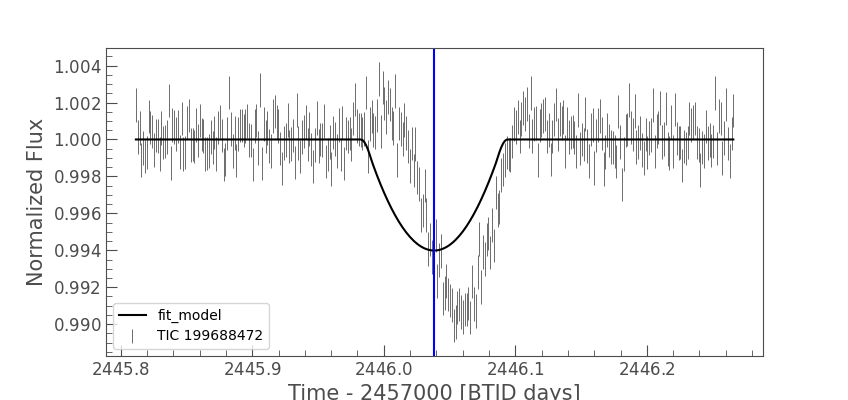 Normalized Flux
1.004
1.002
1.000
0.998
0.996
0.994
0.992
0.990
fit_model
TIC 199688472
2445.8 2445.9 2446.0 2446.1 2446.2
Time - 2457000 [BTJD days]